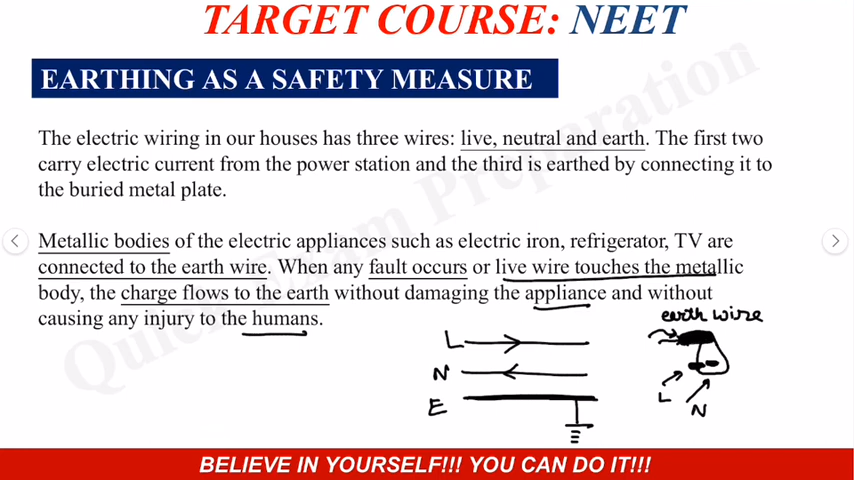 TARGET COURSE: NEET
EARTHING AS A SAFETY MEASURE
The electric wiring in our houses has three wires: live, neutral and earth. The first two
carry electric current from the power station and the third is earthed by connecting it to
the buried metal plate.
Metallic bodies of the electric appliances such as electric iron, refrigerator, TV are
connected to the earth wire. When any fault occurs or live wire touches the metallic
body, the charge flows to the earth without damaging the appliance and without
causing any injury to the humans.
earth wire
L
N
E
L
N
Quick Exam Preparation
BELIEVE IN YOURSELF!!! YOU CAN DO IT!!!